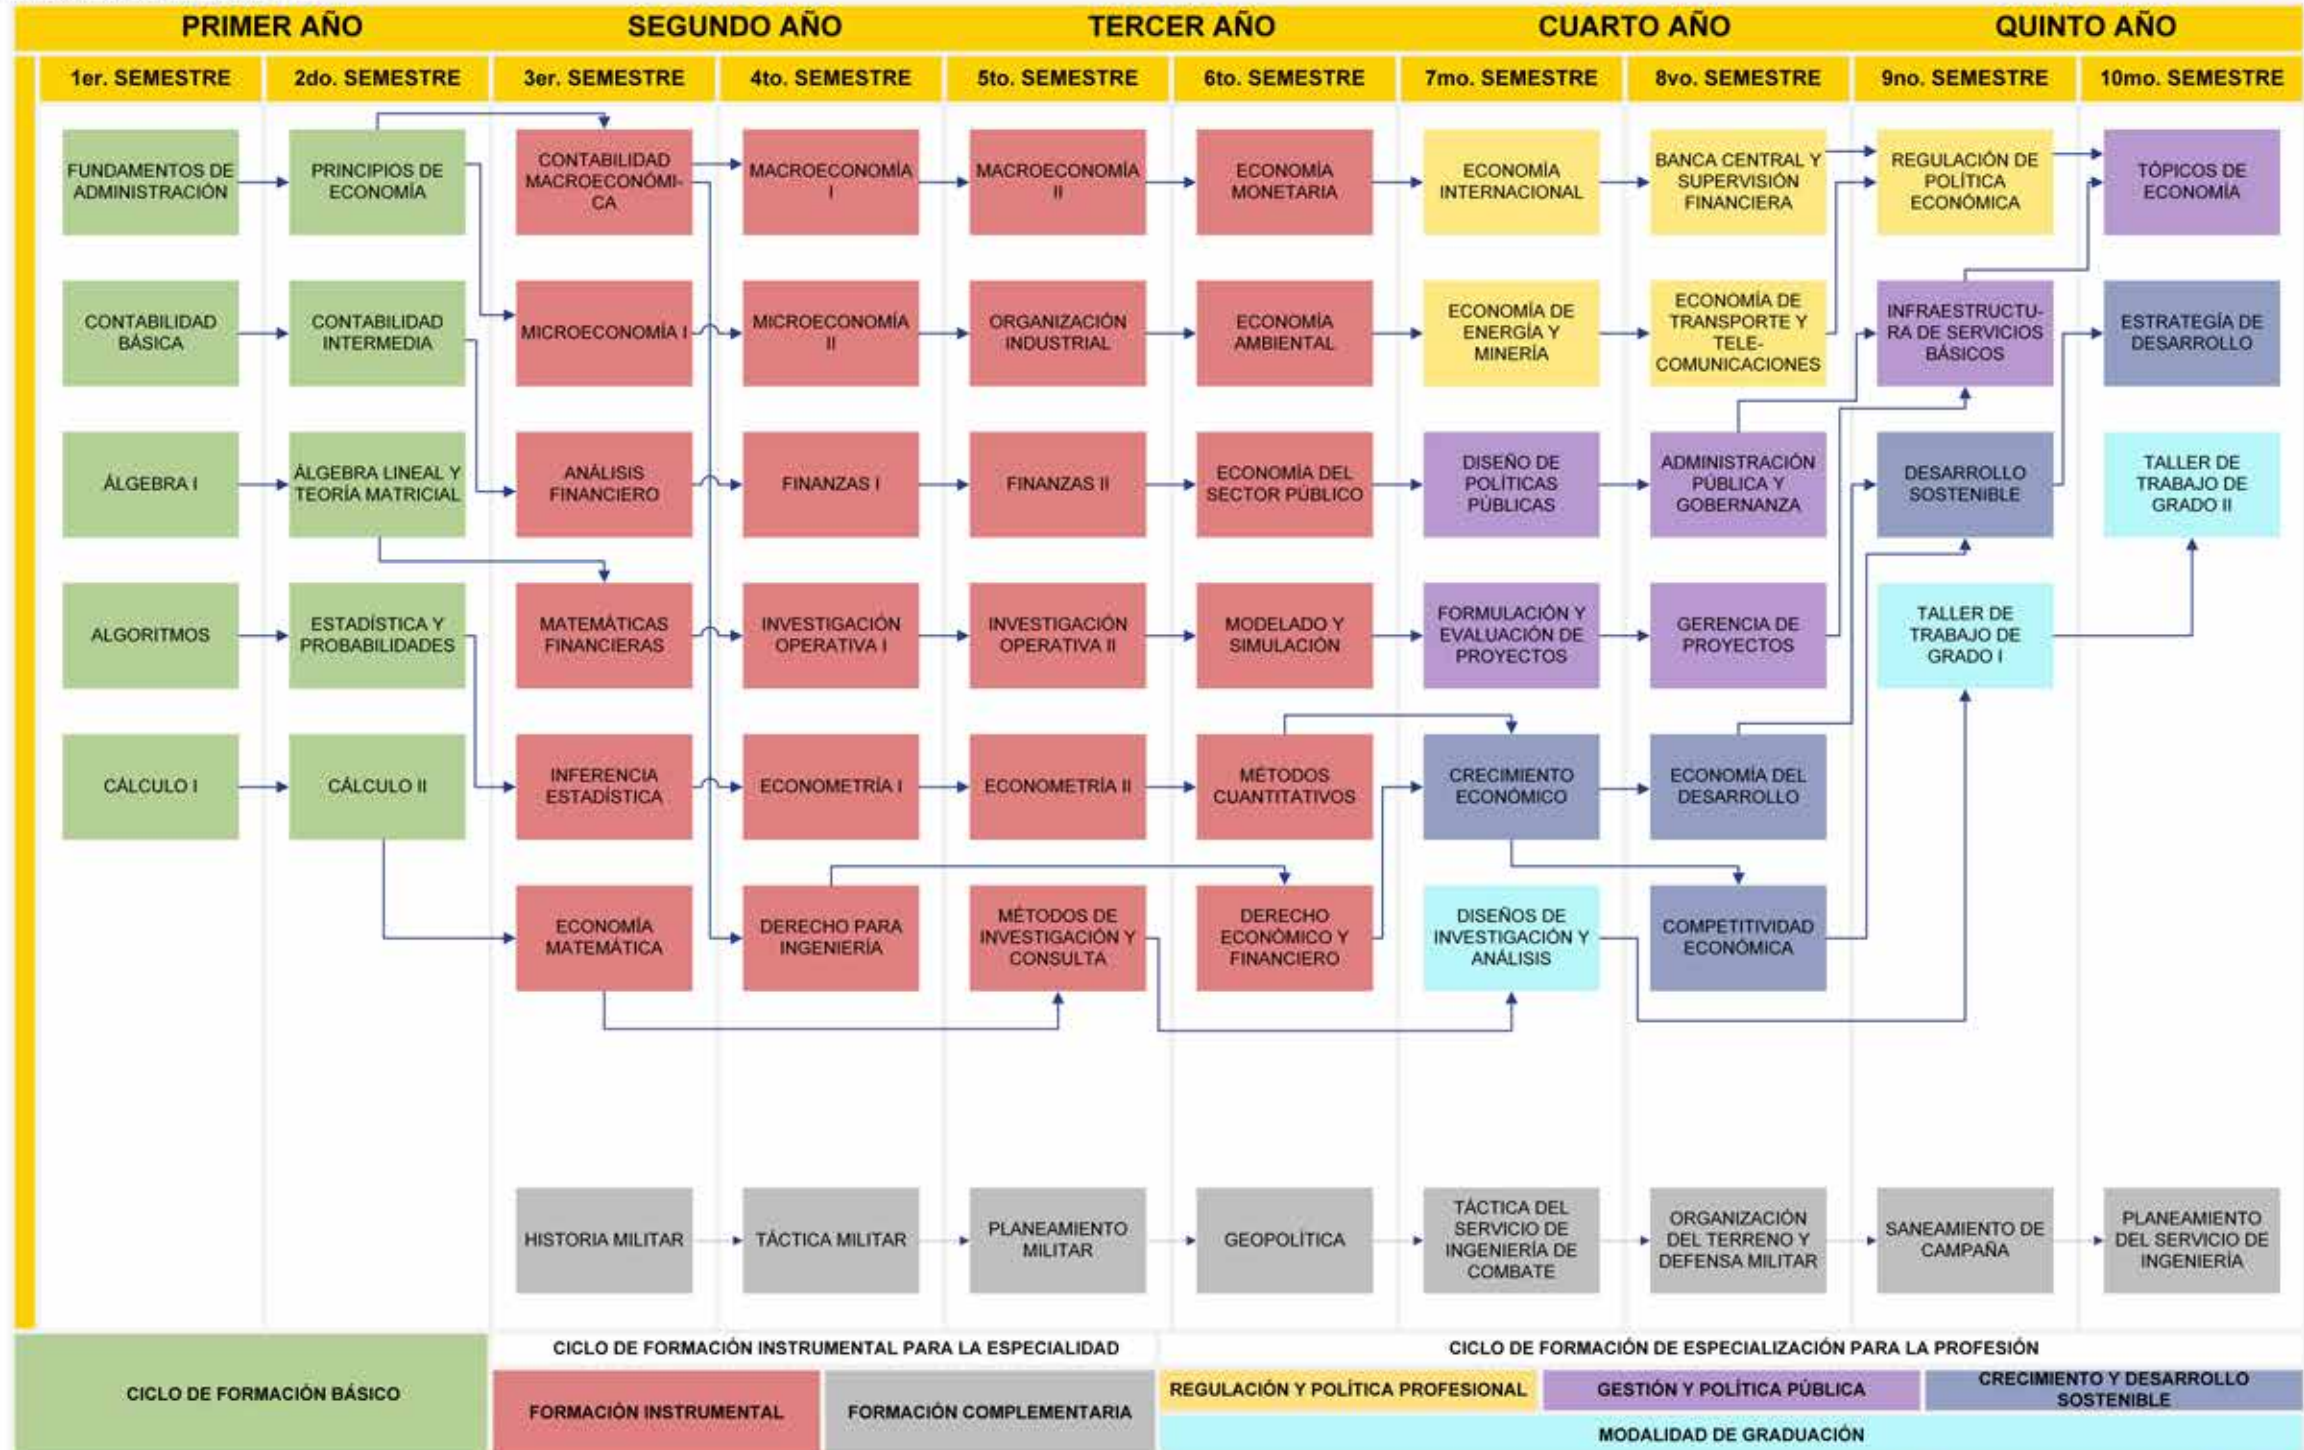 PRIMER AÑO
SEGUNDO AÑO
TERCER AÑO
CUARTO AÑO
QUINTO AÑO
1er. SEMESTRE
2do. SEMESTRE
3er. SEMESTRE
4to. SEMESTRE
5to. SEMESTRE
6to. SEMESTRE
7mo. SEMESTRE
8vo. SEMESTRE
9no. SEMESTRE
10mo. SEMESTRE
FUNDAMENTOS DE
ADMINISTRACIÓN
PRINCIPIOS DE
ECONOMÍA
CONTABILIDAD
MACROECONÓMI-
CA
MACROECONOMÍA
I
MACROECONOMÍA
II
ECONOMÍA
MONETARIA
ECONOMÍA
INTERNACIONAL
BANCA CENTRAL Y
SUPERVISIÓN
FINANCIERA
REGULACIÓN DE
POLÍTICA
ECONÓMICA
TÓPICOS DE
ECONOMÍA
CONTABILIDAD
BÁSICA
CONTABILIDAD
INTERMEDIA
MICROECONOMÍA I
MICROECONOMÍA
II
ORGANIZACIÓN
INDUSTRIAL
ECONOMÍA
AMBIENTAL
ECONOMÍA DE
ENERGÍA Y
MINERÍA
ECONOMÍA DE
TRANSPORTE Y
TELE-
COMUNICACIONES
INFRAESTRUCTU-
RA DE SERVICIOS
BÁSICOS
ESTRATEGÍA DE
DESARROLLO
ÁLGEBRA I
ÁLGEBRA LINEAL Y
TEORÍA MATRICIAL
ANÁLISIS
FINANCIERO
FINANZAS I
FINANZAS II
ECONOMÍA DEL
SECTOR PÚBLICO
DISEÑO DE
POLÍTICAS
PÚBLICAS
ADMINISTRACIÓN
PÚBLICA Y
GOBERNANZA
DESARROLLO
SOSTENIBLE
TALLER DE
TRABAJO DE
GRADO II
ALGORITMOS
ESTADÍSTICA Y
PROBABILIDADES
MATEMÁTICAS
FINANCIERAS
INVESTIGACIÓN
OPERATIVA I
INVESTIGACIÓN
OPERATIVA II
MODELADO Y
SIMULACIÓN
FORMULACIÓN Y
EVALUACIÓN DE
PROYECTOS
GERENCIA DE
PROYECTOS
TALLER DE
TRABAJO DE
GRADO I
CÁLCULO I
CÁLCULO II
INFERENCIA
ESTADÍSTICA
ECONOMETRÍA I
ECONOMETRÍA II
MÉTODOS
CUANTITATIVOS
CRECIMIENTO
ECONÓMICO
ECONOMÍA DEL
DESARROLLO
ECONOMÍA
MATEMÁTICA
DERECHO PARA
INGENIERÍA
MÉTODOS DE
INVESTIGACIÓN Y
CONSULTA
DERECHO
ECONÓMICO Y
FINANCIERO
DISEÑOS DE
INVESTIGACIÓN Y
ANÁLISIS
COMPETITIVIDAD
ECONÓMICA
HISTORIA MILITAR
TÁCTICA MILITAR
PLANEAMIENTO
MILITAR
GEOPOLÍTICA
TÁCTICA DEL
SERVICIO DE
INGENIERÍA DE
COMBATE
ORGANIZACIÓN
DEL TERRENO Y
DEFENSA MILITAR
SANEAMIENTO DE
CAMPAÑA
PLANEAMIENTO
DEL SERVICIO DE
INGENIERÍA
CICLO DE FORMACIÓN BÁSICO
CICLO DE FORMACIÓN INSTRUMENTAL PARA LA ESPECIALIDAD
FORMACIÓN INSTRUMENTAL
FORMACIÓN COMPLEMENTARIA
CICLO DE FORMACIÓN DE ESPECIALIZACIÓN PARA LA PROFESIÓN
REGULACIÓN Y POLÍTICA PROFESIONAL
GESTIÓN Y POLÍTICA PÚBLICA
CRECIMIENTO Y DESARROLLO
SOSTENIBLE
MODALIDAD DE GRADUACIÓN